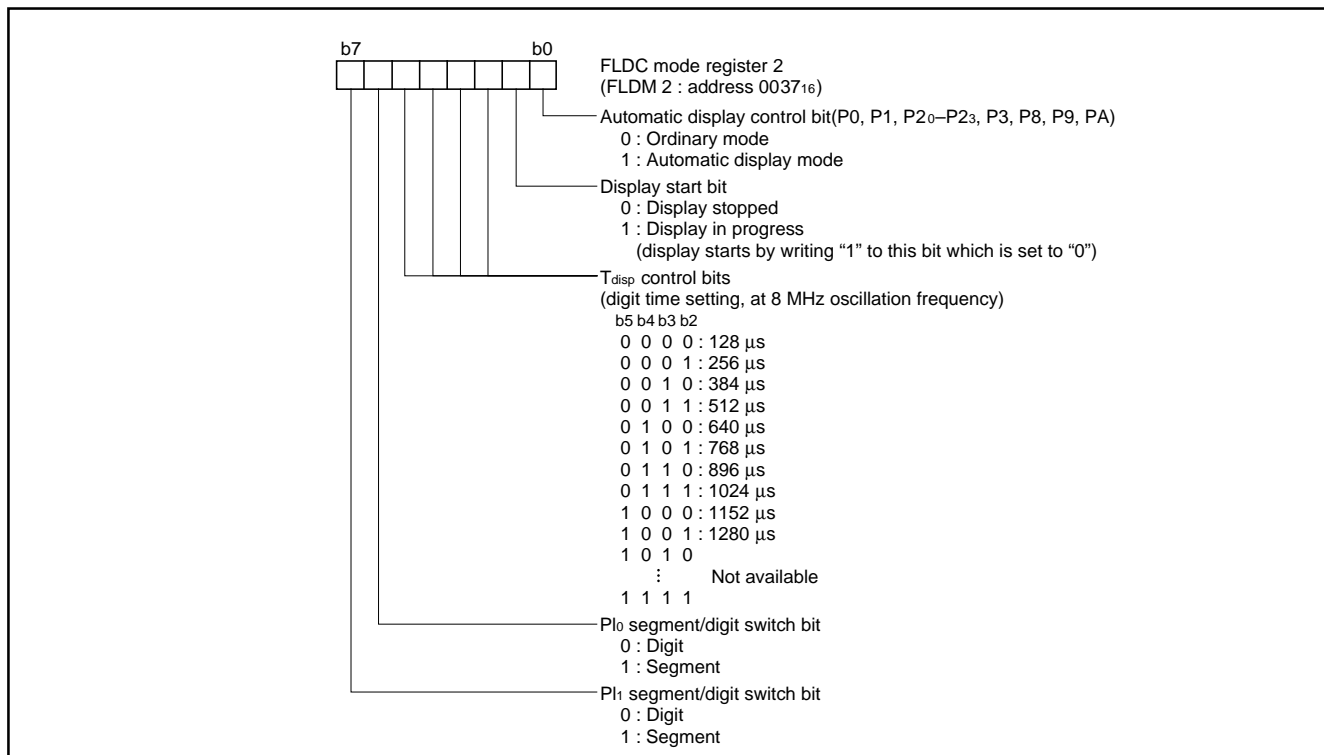 b7 b0
FLDC mode register 2
(FLDM 2 : address 0037₁₆)
Automatic display control bit(P0, P1, P2₀–P2₃, P3, P8, P9, PA)
0 : Ordinary mode
1 : Automatic display mode
Display start bit
0 : Display stopped
1 : Display in progress
(display starts by writing “1” to this bit which is set to “0”)
Tdisp control bits
(digit time setting, at 8 MHz oscillation frequency)
b5 b4 b3 b2
0 0 0 0 : 128 µs
0 0 0 1 : 256 µs
0 0 1 0 : 384 µs
0 0 1 1 : 512 µs
0 1 0 0 : 640 µs
0 1 0 1 : 768 µs
0 1 1 0 : 896 µs
0 1 1 1 : 1024 µs
1 0 0 0 : 1152 µs
1 0 0 1 : 1280 µs
1 0 1 0
⋮ Not available
1 1 1 1
Pl₀ segment/digit switch bit
0 : Digit
1 : Segment
Pl₁ segment/digit switch bit
0 : Digit
1 : Segment